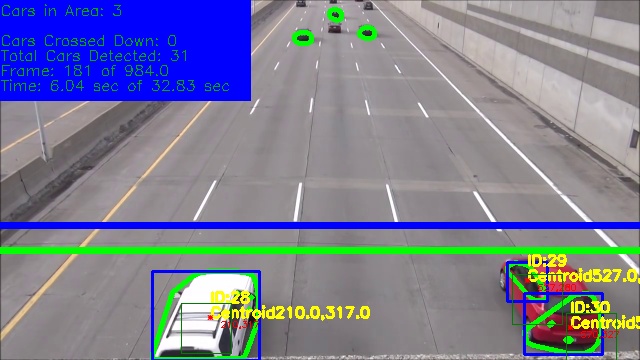 Cars in Area: 3
Cars Crossed Down: 0
Total Cars Detected: 31
Frame: 181 of 984.0
Time: 6.04 sec of 32.83 sec
ID:29
Centroid527.0,
ID:28
Centroid210.0,317.0
ID:30
Centroid5